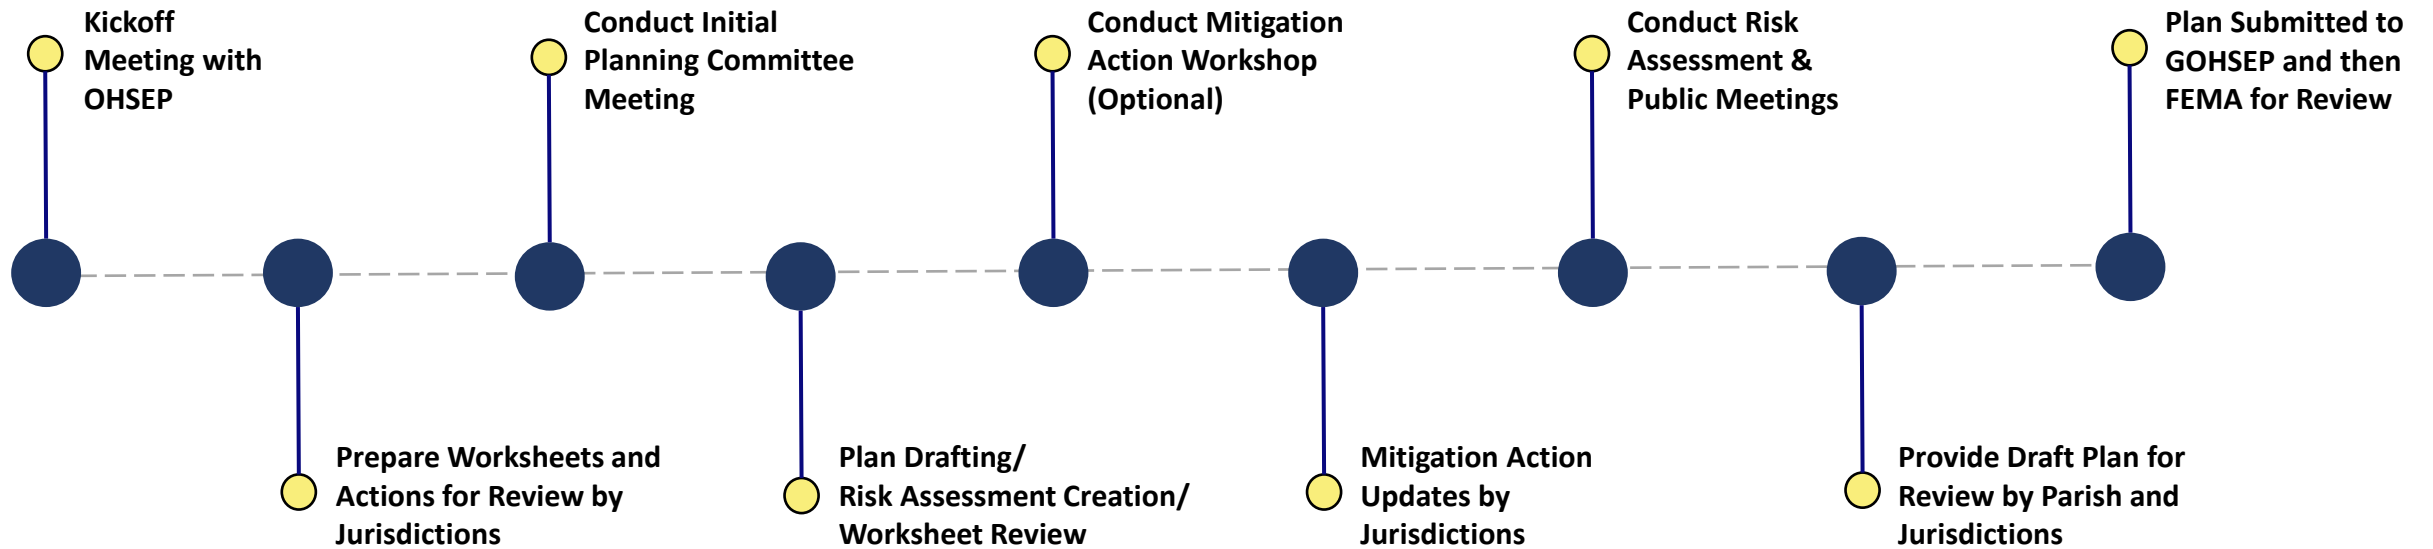 Kickoff
Meeting with
OHSEP
Conduct Initial
Planning Committee
Meeting
Conduct Mitigation
Action Workshop
(Optional)
Conduct Risk
Assessment &
Public Meetings
Plan Submitted to
GOHSEP and then
FEMA for Review
Prepare Worksheets and
Actions for Review by
Jurisdictions
Plan Drafting/
Risk Assessment Creation/
Worksheet Review
Mitigation Action
Updates by
Jurisdictions
Provide Draft Plan for
Review by Parish and
Jurisdictions